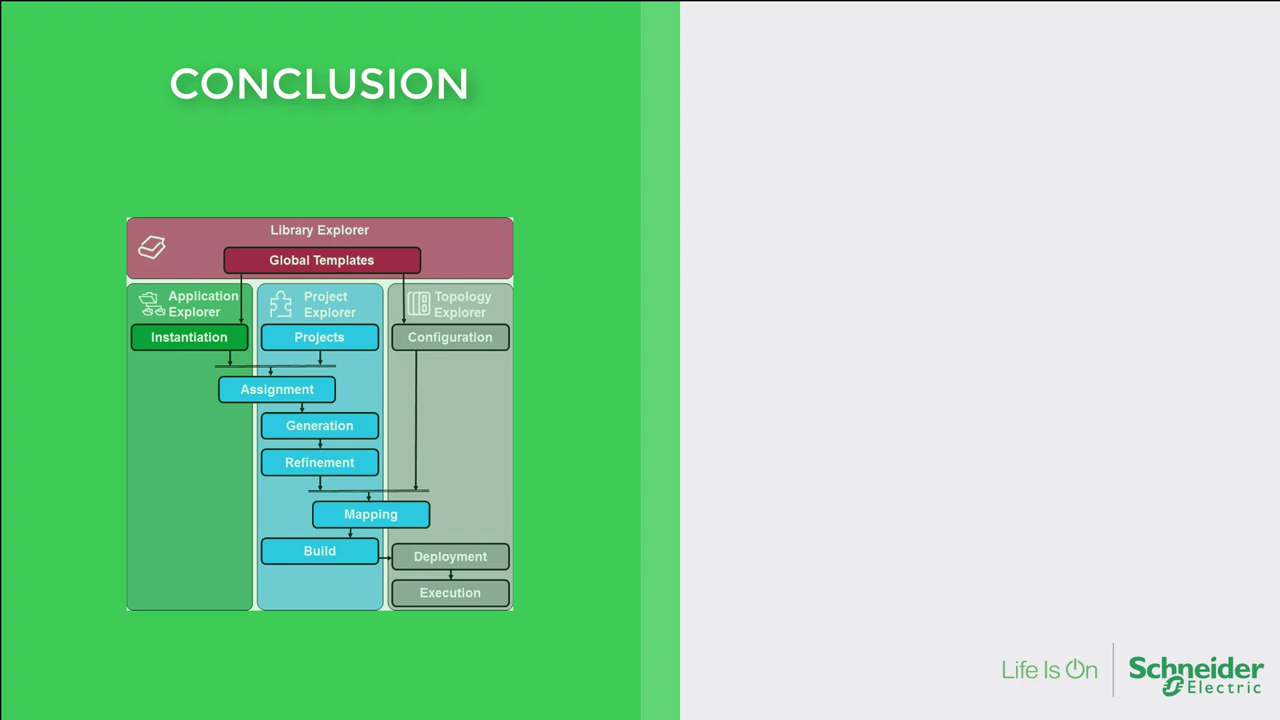 CONCLUSION
Library Explorer
Global Templates
Application
Explorer
Project
Explorer
Topology
Explorer
Instantiation
Projects
Configuration
Assignment
Generation
Refinement
Mapping
Build
Deployment
Execution
Life Is On
Schneider
Electric